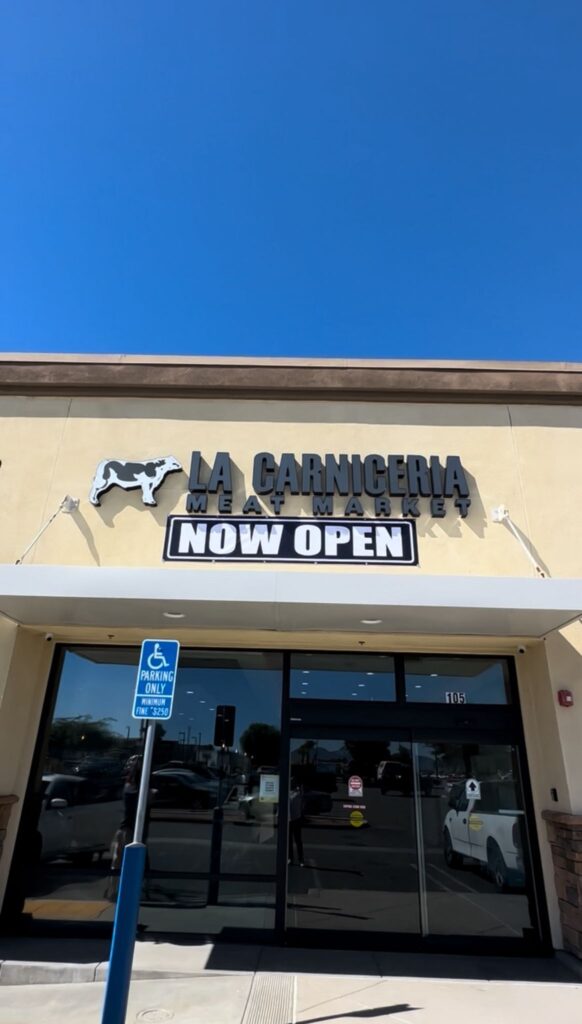 LA CARNICERIA
MEAT MARKET
NOW OPEN
PARKING
ONLY
MINIMUM
FINE $250
105